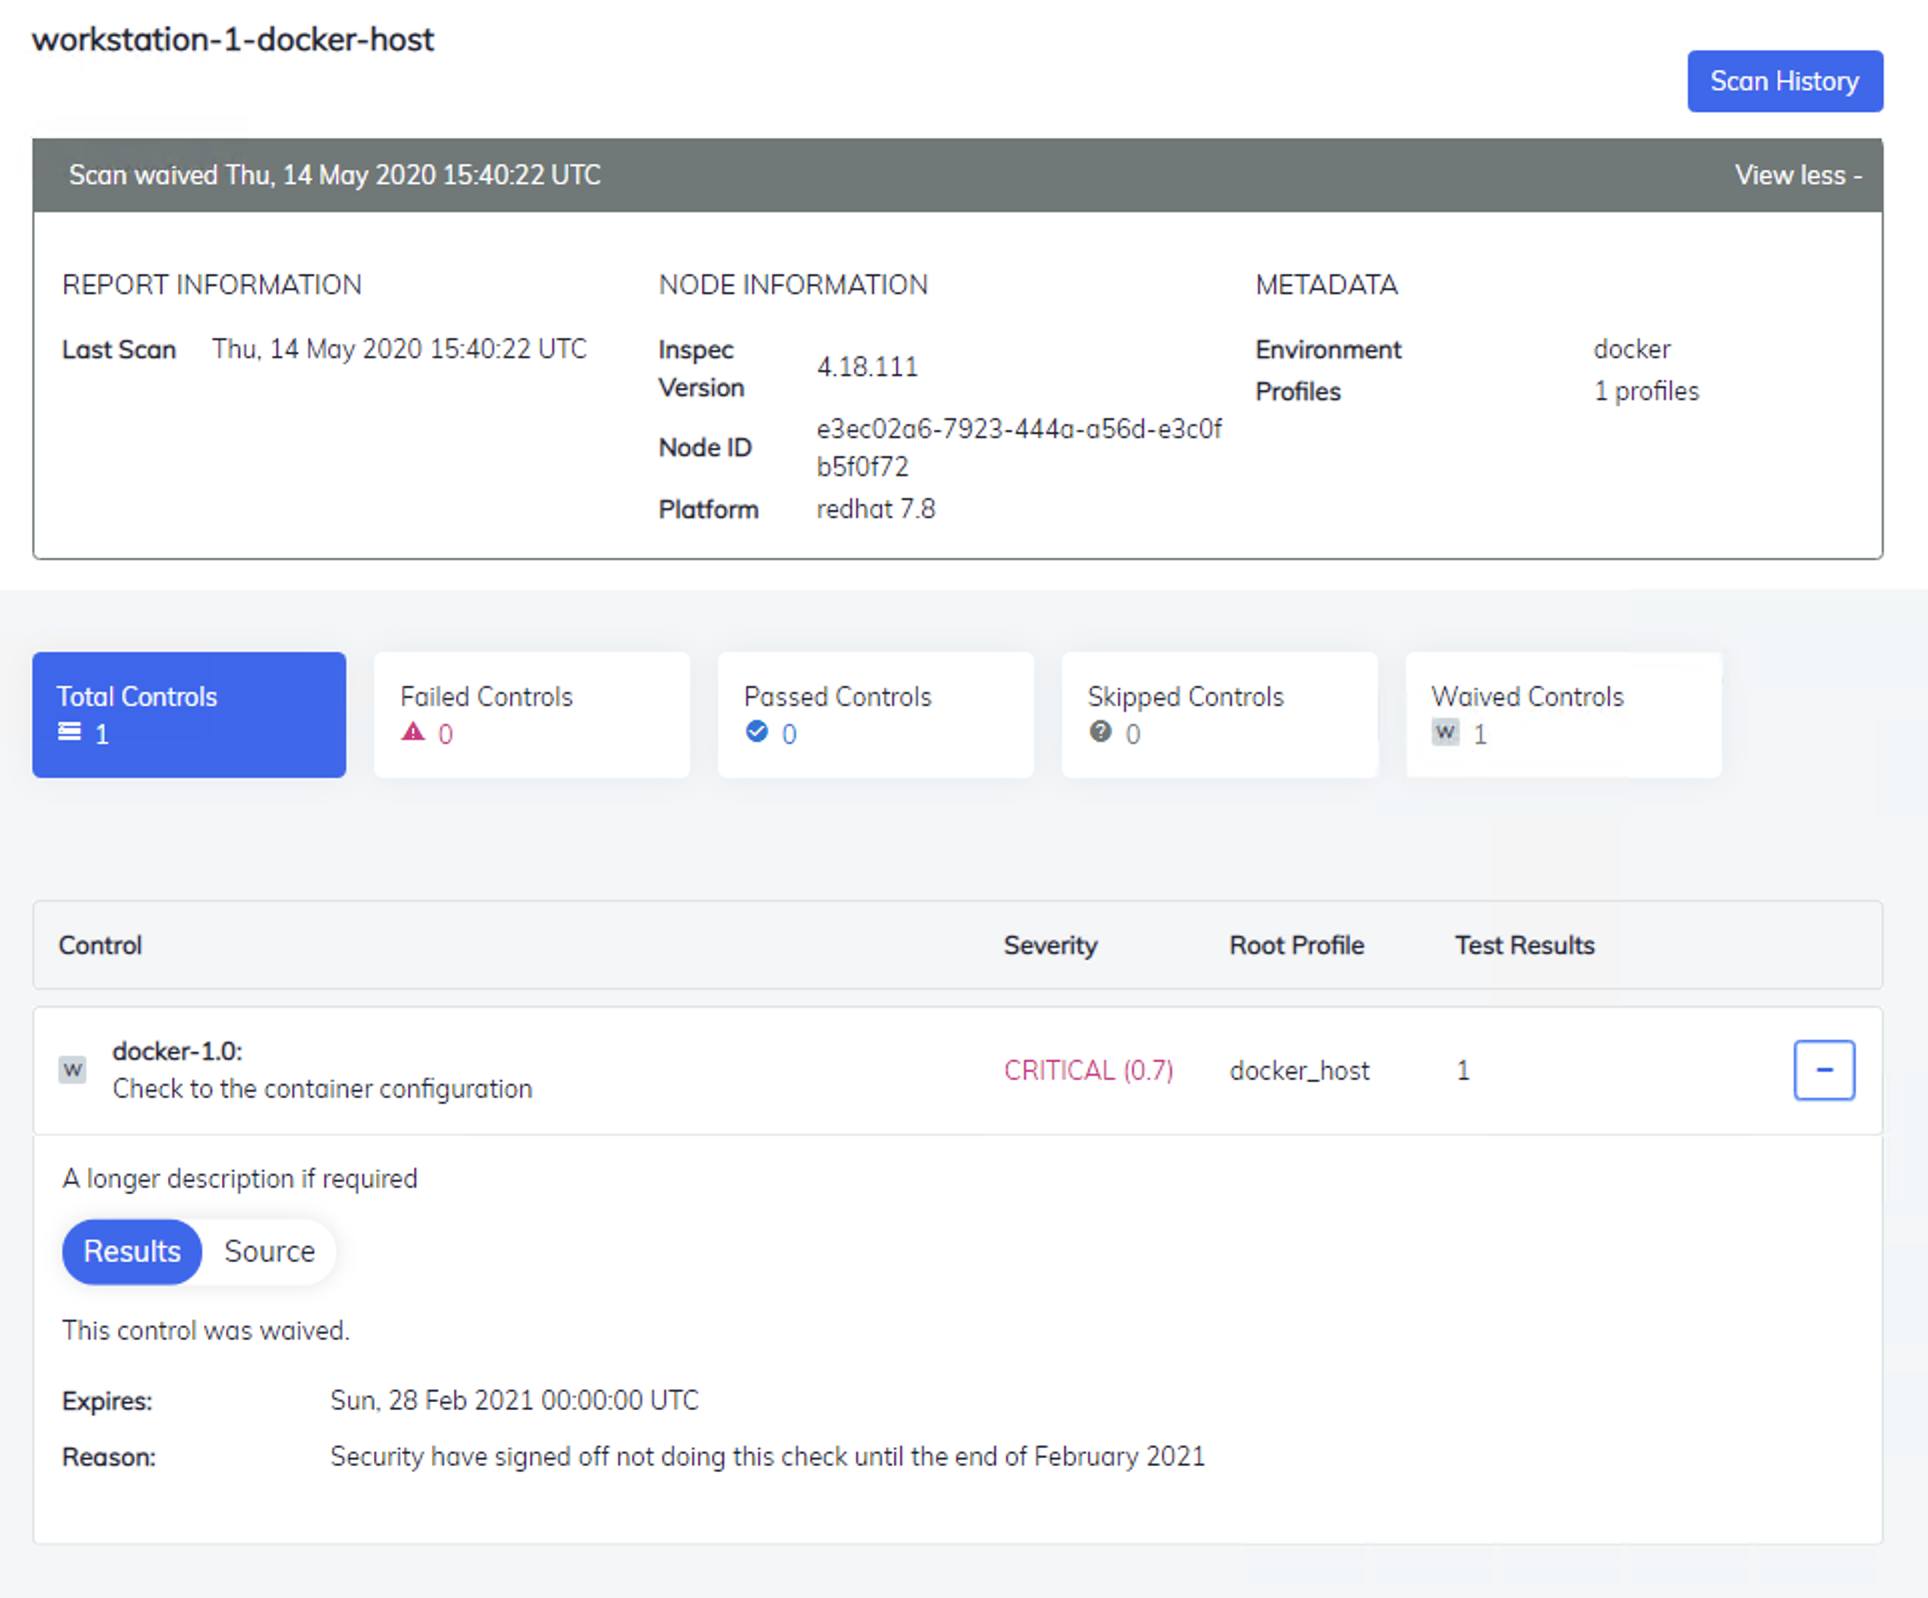 workstation-1-docker-host
Scan History
Scan waived Thu, 14 May 2020 15:40:22 UTC
View less -
REPORT INFORMATION
Last Scan Thu, 14 May 2020 15:40:22 UTC
NODE INFORMATION
Inspec
Version
4.18.111
Node ID
e3ec02a6-7923-444a-a56d-e3c0f
b5f0f72
Platform redhat 7.8
METADATA
Environment docker
Profiles 1 profiles
Total Controls
1
Failed Controls
0
Passed Controls
0
Skipped Controls
? 0
Waived Controls
W 1
Control Severity Root Profile Test Results
W
docker-1.0:
Check to the container configuration
CRITICAL (0.7) docker_host 1
A longer description if required
Results Source
This control was waived.
Expires: Sun, 28 Feb 2021 00:00:00 UTC
Reason: Security have signed off not doing this check until the end of February 2021